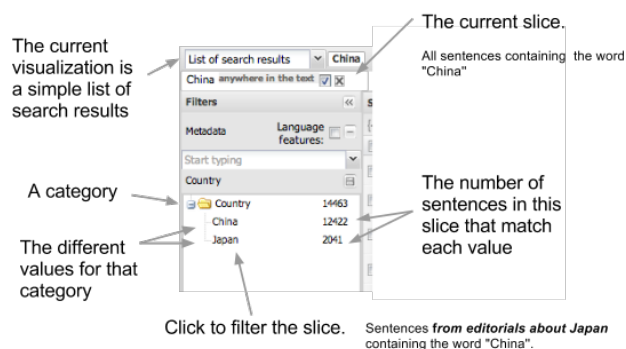 The current slice.
The current
visualization is
a simple list of
search results
List of search results
China
All sentences containing the word
"China"
China anywhere in the text
Filters
Metadata
Language
features:
Start typing
Country
A category
Country 14463
China 12422
Japan 2041
The number of
sentences in this
slice that match
each value
The different
values for that
category
Click to filter the slice.
Sentences from editorials about Japan
containing the word "China".